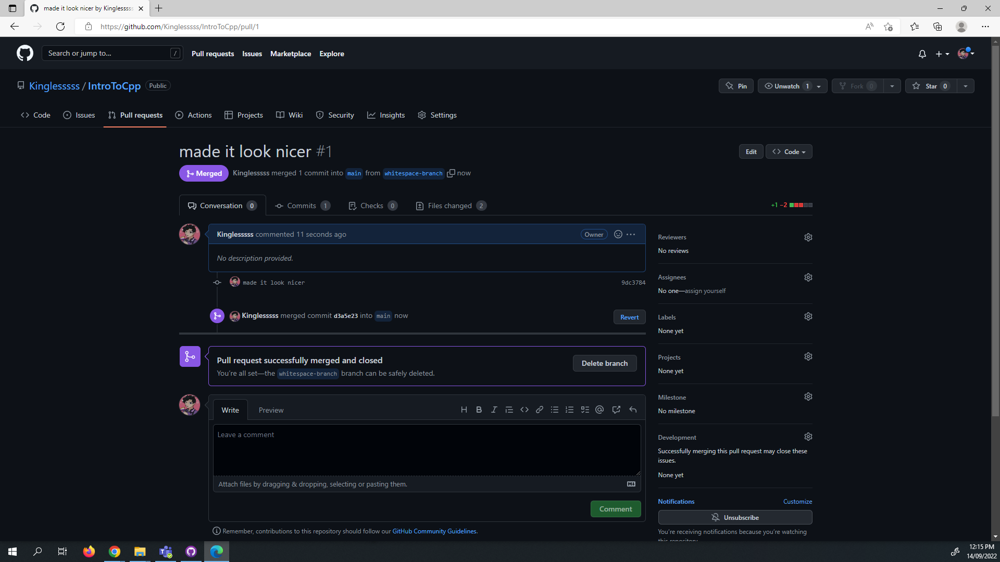 made it look nicer by Kinglesssss
https://github.com/Kinglesssss/IntroToCpp/pull/1
Search or jump to... /
Pull requests Issues Marketplace Explore
Kinglesssss / IntroToCpp Public
Pin Unwatch 1 Fork 0 Star 0
Code Issues Pull requests Actions Projects Wiki Security Insights Settings
made it look nicer #1
Edit Code
Merged Kinglesssss merged 1 commit into main from whitespace-branch now
Conversation 0 Commits 1 Checks 0 Files changed 2 +1 −2
Kinglesssss commented 11 seconds ago Owner
No description provided.
made it look nicer 9dc3784
Kinglesssss merged commit d3a5e23 into main now Revert
Pull request successfully merged and closed
You're all set—the whitespace-branch branch can be safely deleted.
Delete branch
Write Preview
Leave a comment
Attach files by dragging & dropping, selecting or pasting them.
Comment
Remember, contributions to this repository should follow our GitHub Community Guidelines.
Reviewers
No reviews
Assignees
No one—assign yourself
Labels
None yet
Projects
None yet
Milestone
No milestone
Development
Successfully merging this pull request may close these
issues.
None yet
Notifications Customize
Unsubscribe
You're receiving notifications because you're watching
this repository.
12:15 PM
14/09/2022